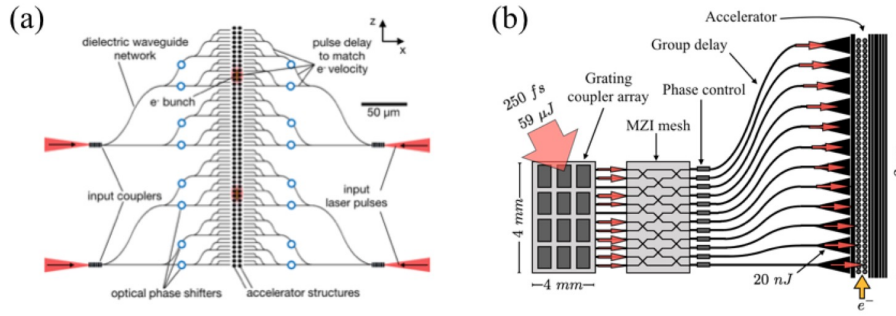 (a)
dielectric waveguide
network
pulse delay
to match
e- velocity
z
x
e- bunch
50 μm
input couplers
input
laser pulses
optical phase shifters
accelerator structures
(b)
Accelerator
Group delay
Grating
coupler array
Phase control
250 fs
59 μJ
MZI mesh
4 mm
4 mm
20 nJ
e−